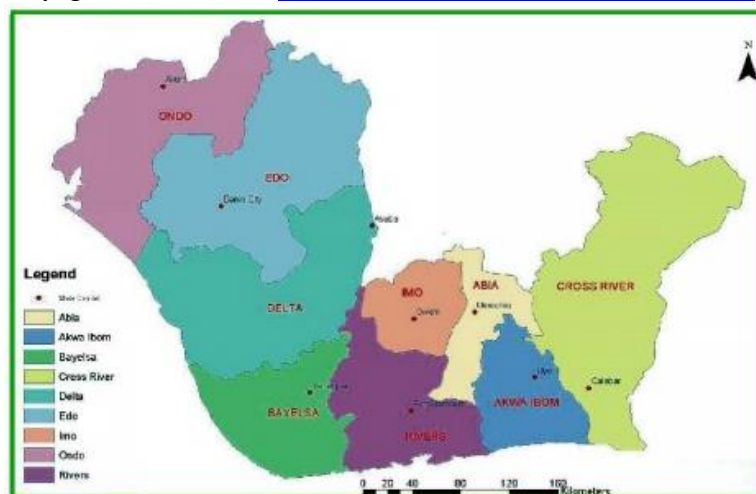 N
ONDO
EDO
Benin City
Asaba
DELTA
IMO
ABIA
CROSS RIVER
Owerri
Umuahia
Uyo
Calabar
BAYELSA
RIVERS
AKWA IBOM
Legend
State Capital
Abia
Akwa Ibom
Bayelsa
Cross River
Delta
Edo
Imo
Ondo
Rivers
0 20 40 80 120 160
Kilometers